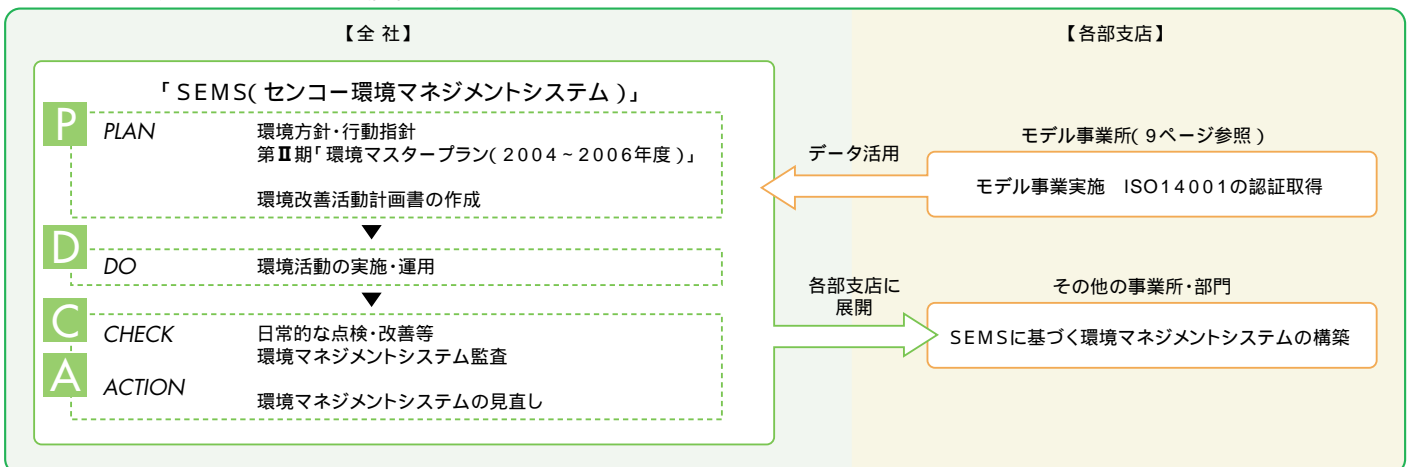 【全 社】
「SEMS(センコー環境マネジメントシステム)」
P
PLAN
環境方針・行動指針
第Ⅱ期「環境マスタープラン(2004~2006年度)」
環境改善活動計画書の作成
▼
D
DO
環境活動の実施・運用
▼
C
CHECK
日常的な点検・改善等
環境マネジメントシステム監査
A
ACTION
環境マネジメントシステムの見直し
データ活用
各部支店に
展開
【各部支店】
モデル事業所(9ページ参照)
モデル事業実施 ISO14001の認証取得
その他の事業所・部門
SEMSに基づく環境マネジメントシステムの構築